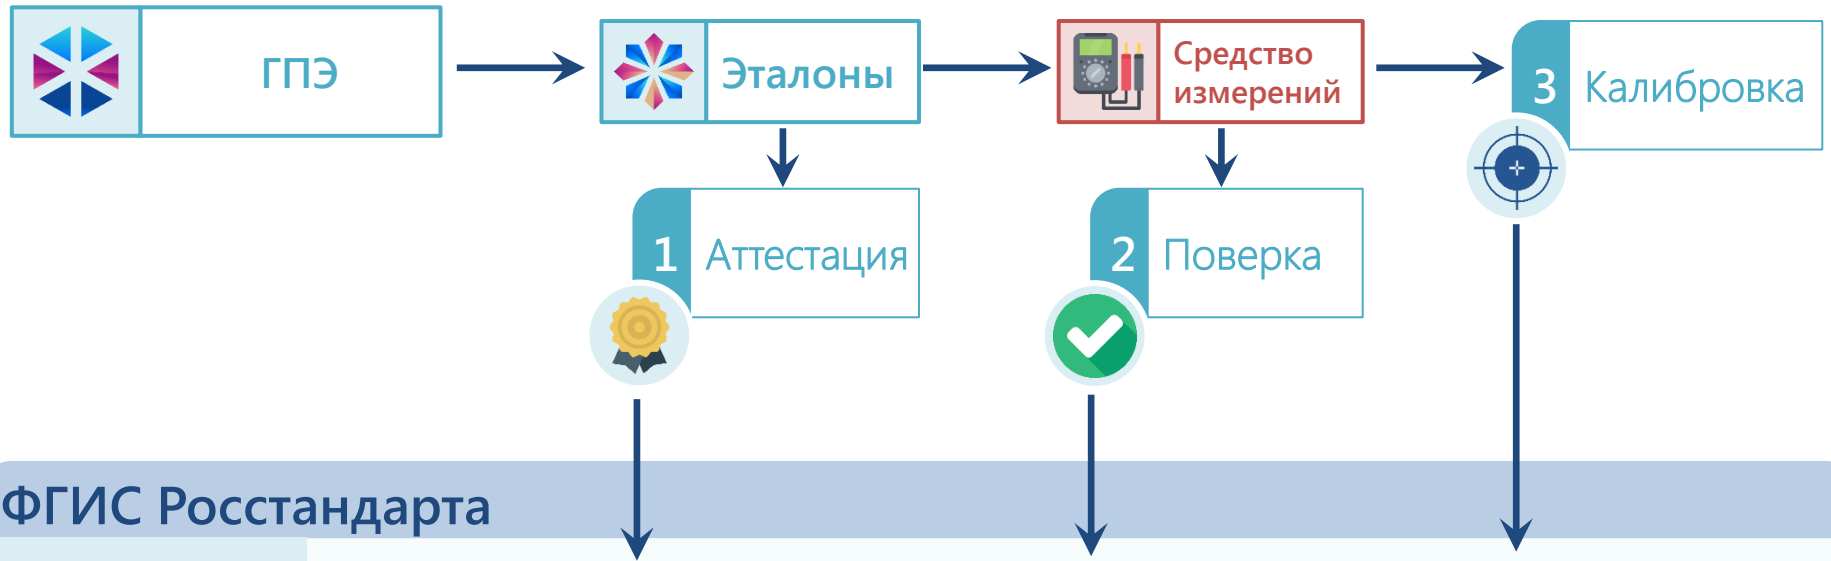 ГПЭ
Эталоны
Средство
измерений
3
Калибровка
1
Аттестация
2
Поверка
ФГИС Росстандарта